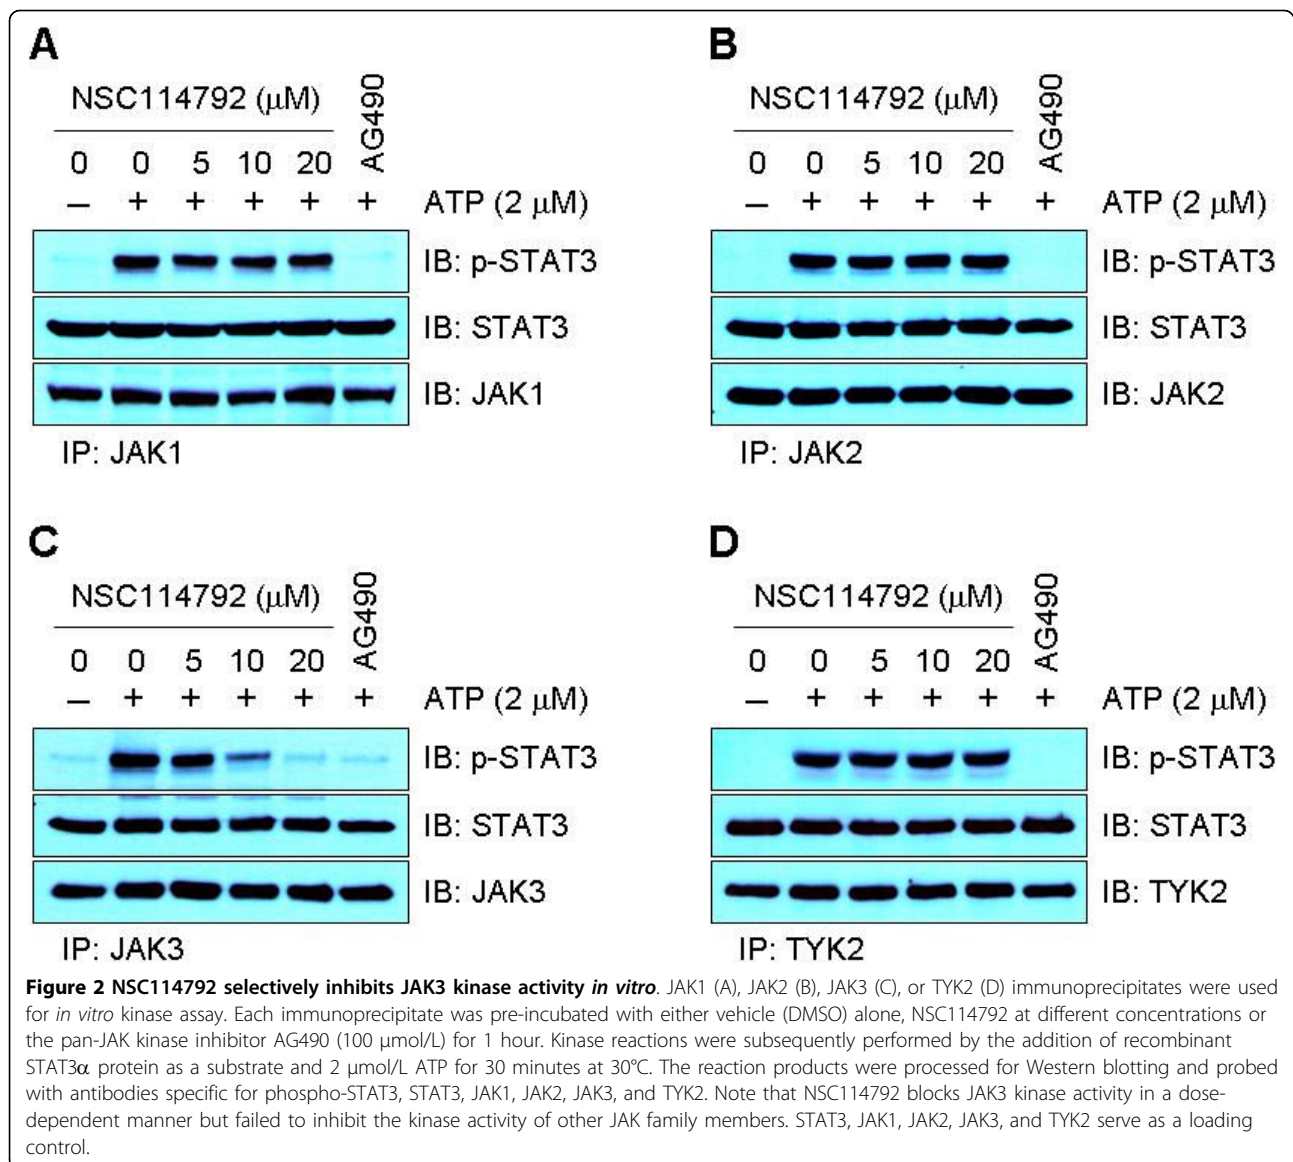 A
NSC114792 (μM)
AG490
0 0 5 10 20
– + + + + + ATP (2 μM)
IB: p-STAT3
IB: STAT3
IB: JAK1
IP: JAK1
B
NSC114792 (μM)
AG490
0 0 5 10 20
– + + + + + ATP (2 μM)
IB: p-STAT3
IB: STAT3
IB: JAK2
IP: JAK2
C
NSC114792 (μM)
AG490
0 0 5 10 20
– + + + + + ATP (2 μM)
IB: p-STAT3
IB: STAT3
IB: JAK3
IP: JAK3
D
NSC114792 (μM)
AG490
0 0 5 10 20
– + + + + + ATP (2 μM)
IB: p-STAT3
IB: STAT3
IB: TYK2
IP: TYK2
Figure 2 NSC114792 selectively inhibits JAK3 kinase activity in vitro. JAK1 (A), JAK2 (B), JAK3 (C), or TYK2 (D) immunoprecipitates were used
for in vitro kinase assay. Each immunoprecipitate was pre-incubated with either vehicle (DMSO) alone, NSC114792 at different concentrations or
the pan-JAK kinase inhibitor AG490 (100 μmol/L) for 1 hour. Kinase reactions were subsequently performed by the addition of recombinant
STAT3α protein as a substrate and 2 μmol/L ATP for 30 minutes at 30°C. The reaction products were processed for Western blotting and probed
with antibodies specific for phospho-STAT3, STAT3, JAK1, JAK2, JAK3, and TYK2. Note that NSC114792 blocks JAK3 kinase activity in a dose-
dependent manner but failed to inhibit the kinase activity of other JAK family members. STAT3, JAK1, JAK2, JAK3, and TYK2 serve as a loading
control.